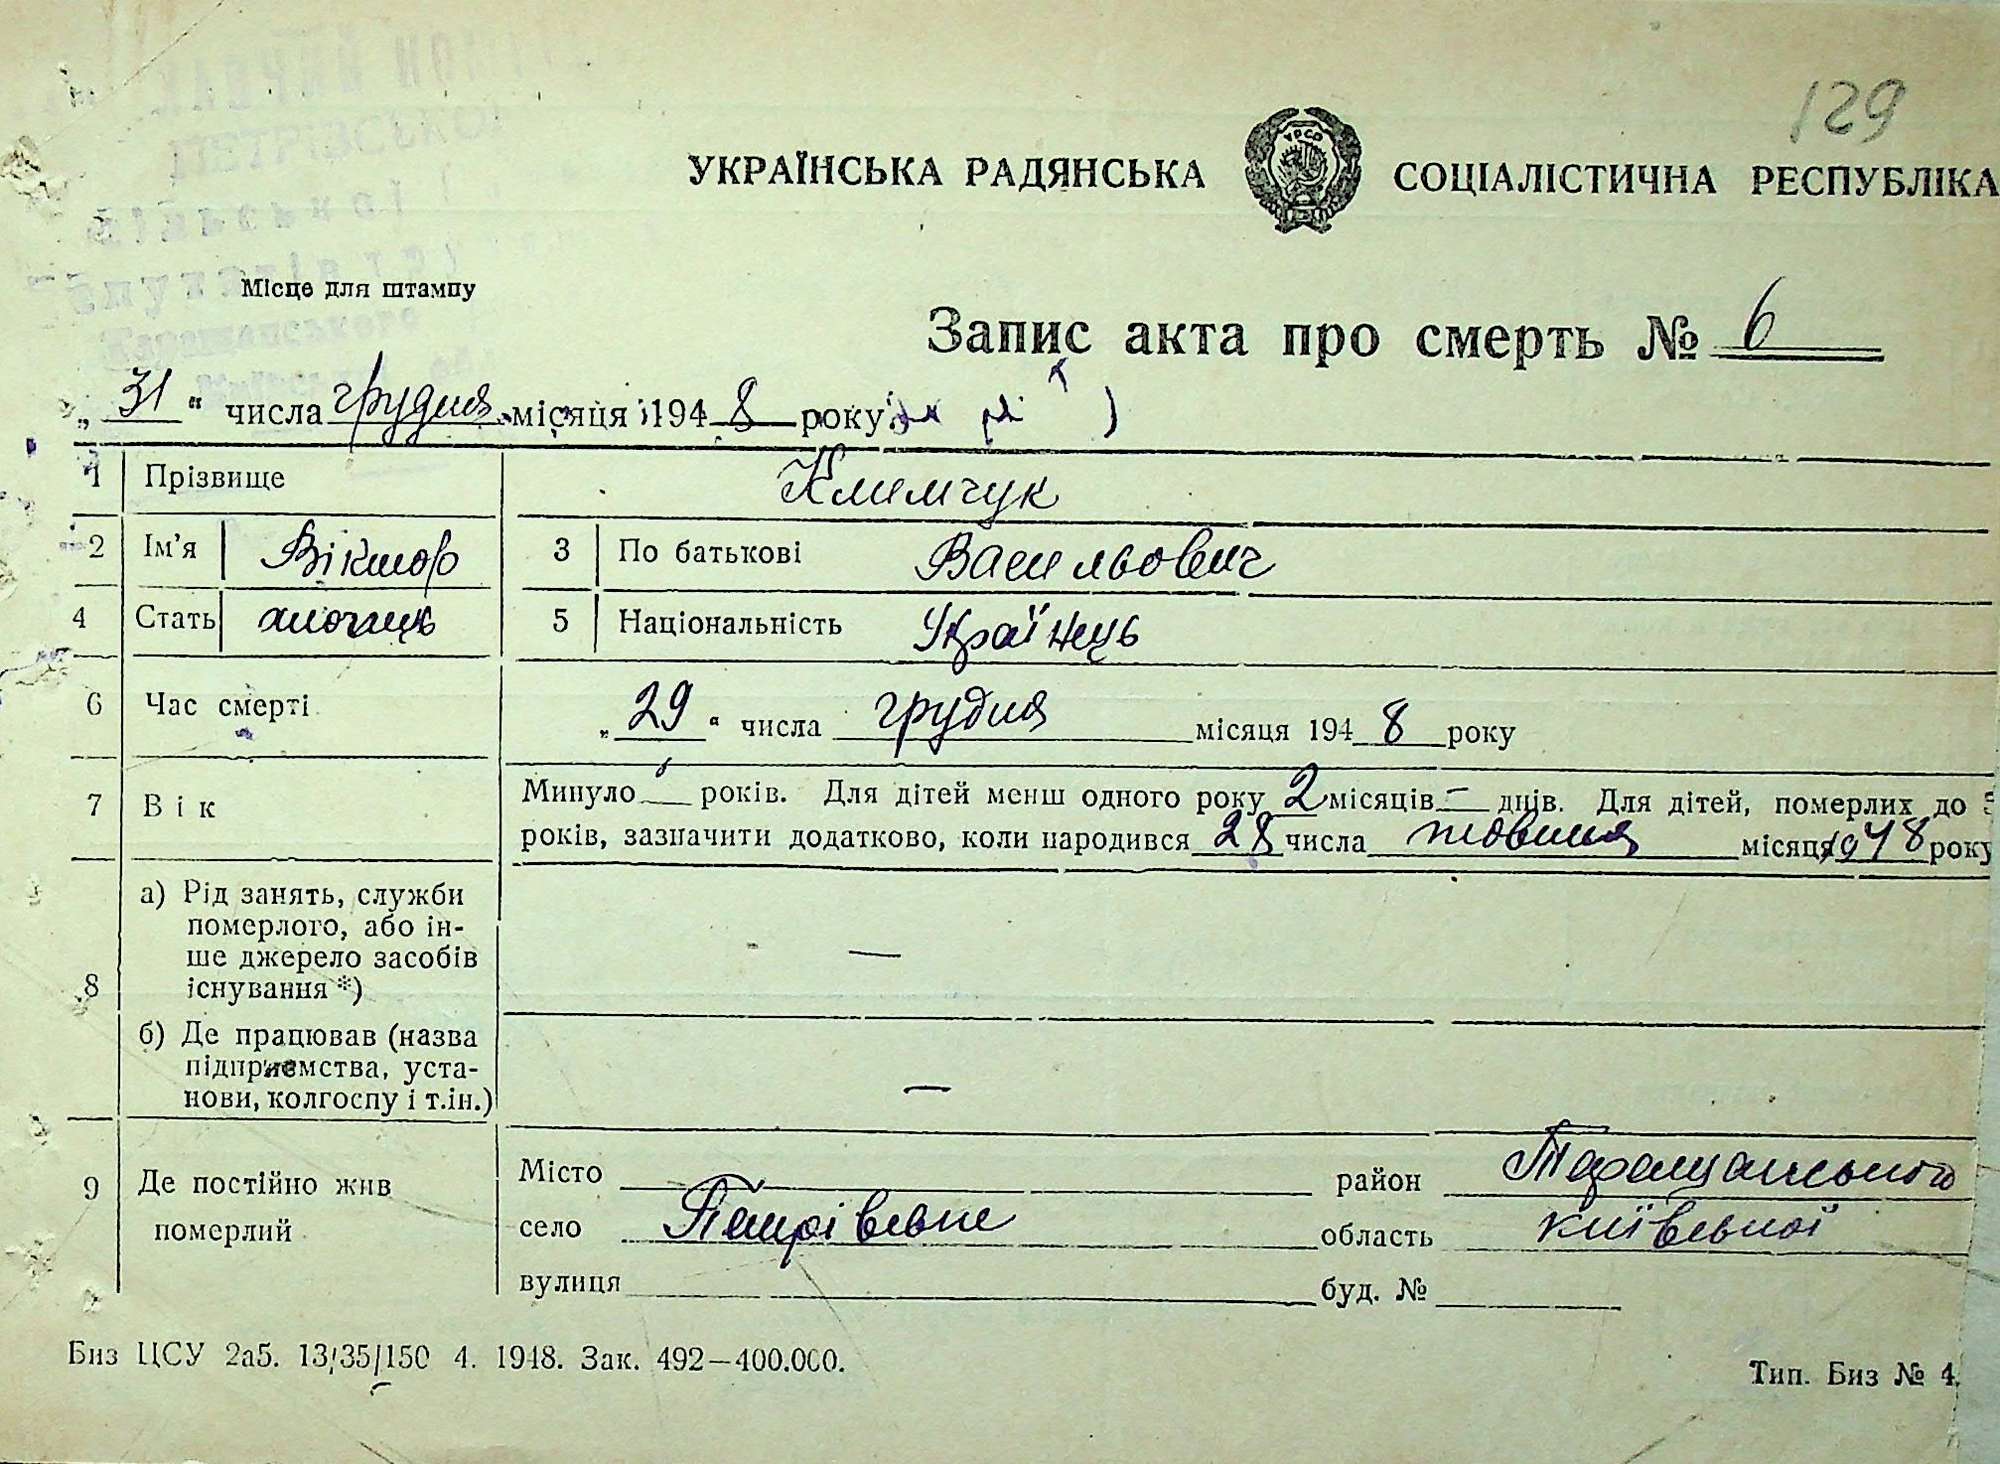 129
УКРАЇНСЬКА РАДЯНСЬКА СОЦІАЛІСТИЧНА РЕСПУБЛІКА
УРСР
ПЕТРІВСЬКОЇ
Місце для штампу
Запис акта про смерть № 6
„31“ числа грудня місяця 1948 року
1 Прізвище Климчук
2 Ім'я Віктор 3 По батькові Васильович
4 Стать 5 Національність Українець
6 Час смерті „29“ числа грудня місяця 1948 року
7 Вік Минуло — років. Для дітей менш одного року 2 місяців — днів. Для дітей, померлих до 5
років, зазначити додатково, коли народився 28 числа жовтня місяця 1948 року
8 а) Рід занять, служби
померлого, або ін-
ше джерело засобів
існування *) —
б) Де працював (назва
підприємства, уста-
нови, колгоспу і т.ін.) —
9 Де постійно жив
померлий
Місто район Таращанського
село Петрівське область київської
вулиця буд. №
Биз ЦСУ 2а5. 13/35/150 4. 1948. Зак. 492—400.000.
Тип. Биз № 4.